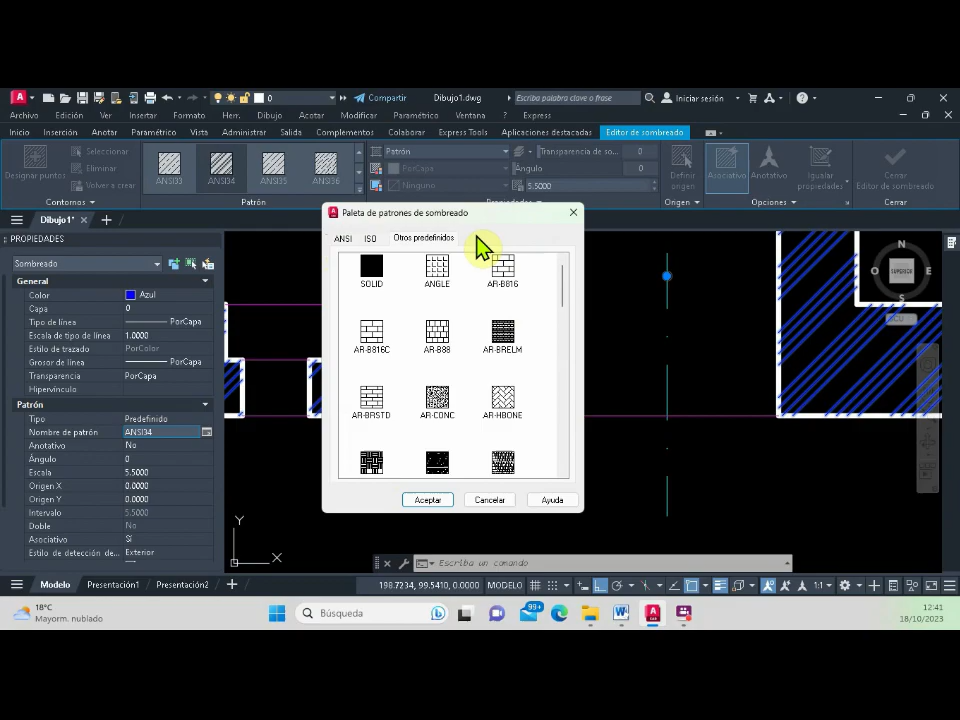 Compartir
Dibujo1.dwg
Escriba palabra clave o frase
Iniciar sesión
0
Archivo Edición Ver Insertar Formato Herr. Dibujo Acotar Modificar Paramétrico Ventana ? Express
Inicio Inserción Anotar Paramétrico Vista Administrar Salida Complementos Colaborar Express Tools Aplicaciones destacadas Editor de sombreado
Designar puntos
Seleccionar
Eliminar
Volver a crear
Contornos
ANSI33 ANSI34 ANSI35 ANSI36
Patrón
Patrón
PorCapa
Ninguno
Transparencia de so... 0
Ángulo 0
5.5000
Definir origen
Origen
Asociativo
Anotativo
Igualar propiedades
Opciones
Cerrar Editor de sombreado
Cerrar
Dibujo1*
PROPIEDADES
Sombreado
General
Color Azul
Capa 0
Tipo de línea PorCapa
Escala de tipo de línea 1.0000
Estilo de trazado PorColor
Grosor de línea PorCapa
Transparencia PorCapa
Hipervínculo
Patrón
Tipo Predefinido
Nombre de patrón ANSI34
Anotativo No
Ángulo 0
Escala 5.5000
Origen X 0.0000
Origen Y 0.0000
Intervalo 5.5000
Doble No
Asociativo Sí
Estilo de detección de... Exterior
Paleta de patrones de sombreado
ANSI ISO Otros predefinidos
SOLID ANGLE AR-B816
AR-B816C AR-B88 AR-BRELM
AR-BRSTD AR-CONC AR-HBONE
Aceptar Cancelar Ayuda
N
O SUPERIOR E
S
Y
X
Escriba un comando
Modelo Presentación1 Presentación2
198.7234, 99.5410, 0.0000 MODELO
1:1
18°C
Mayorm. nublado
Búsqueda
99+
12:41
18/10/2023